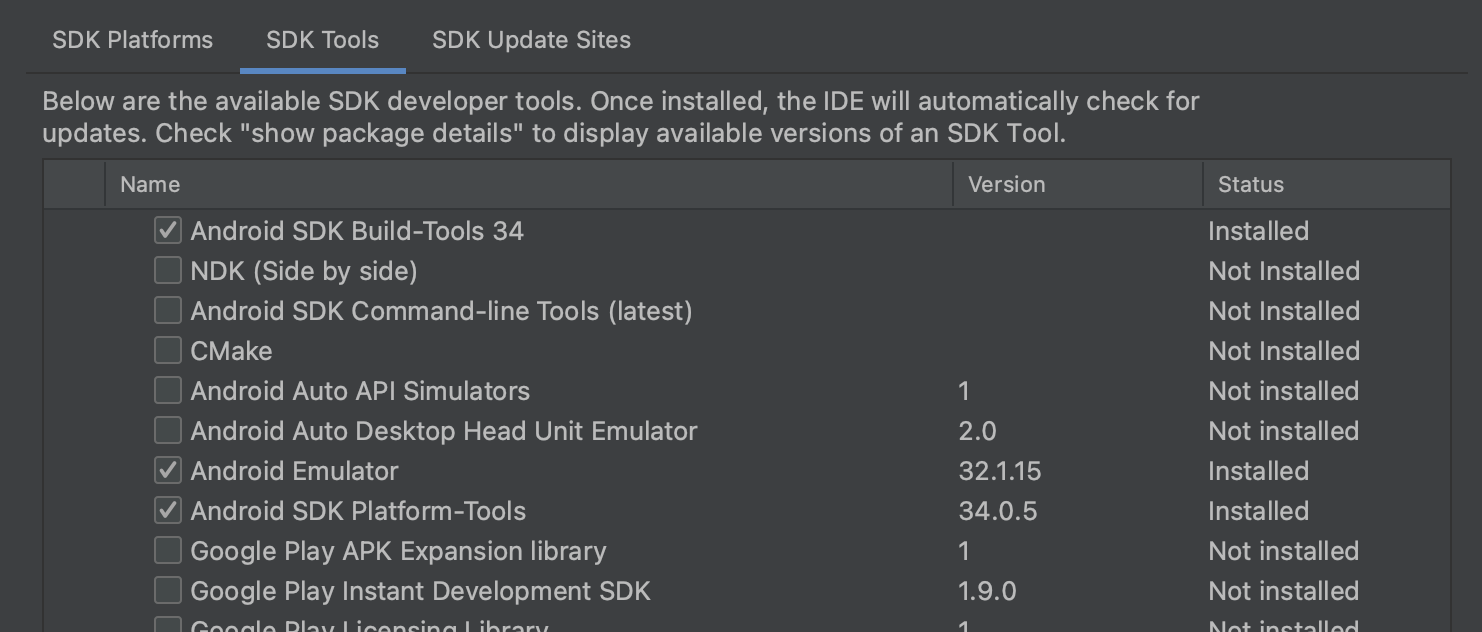 SDK Platforms SDK Tools SDK Update Sites
Below are the available SDK developer tools. Once installed, the IDE will automatically check for
updates. Check "show package details" to display available versions of an SDK Tool.
Name Version Status
Android SDK Build-Tools 34 Installed
NDK (Side by side) Not Installed
Android SDK Command-line Tools (latest) Not Installed
CMake Not Installed
Android Auto API Simulators 1 Not installed
Android Auto Desktop Head Unit Emulator 2.0 Not installed
Android Emulator 32.1.15 Installed
Android SDK Platform-Tools 34.0.5 Installed
Google Play APK Expansion library 1 Not installed
Google Play Instant Development SDK 1.9.0 Not installed
Google Play Licensing Library 1 Not installed